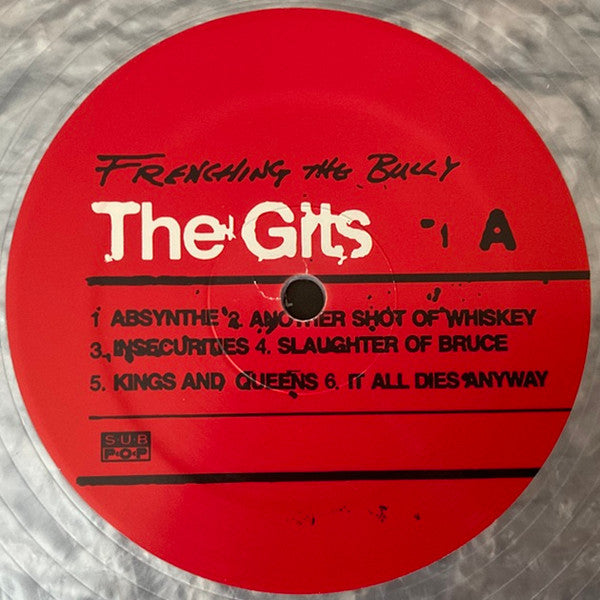 FRENCHING THE BULLY
The Gits A
1 ABSYNTHE 2. ANOTHER SHOT OF WHISKEY
3. INSECURITIES 4. SLAUGHTER OF BRUCE
5. KINGS AND QUEENS 6. IT ALL DIES ANYWAY
SUB
POP